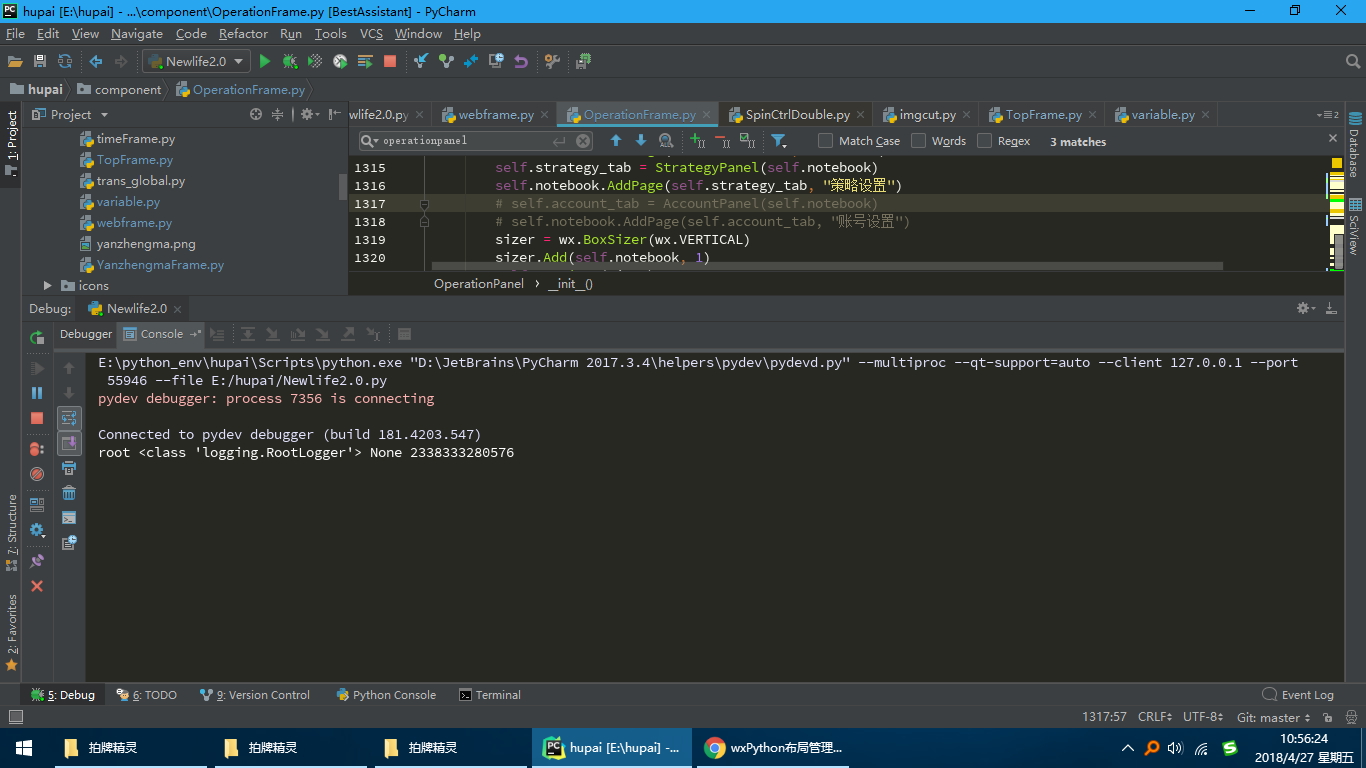 hupai [E:\hupai] - ...\component\OperationFrame.py [BestAssistant] - PyCharm
File Edit View Navigate Code Refactor Run Tools VCS Window Help
Newlife2.0
hupai component OperationFrame.py
Project
wlife2.0.py webframe.py OperationFrame.py SpinCtrlDouble.py imgcut.py TopFrame.py variable.py
operationpanel Match Case Words Regex 3 matches
1: Project
timeFrame.py
TopFrame.py
trans_global.py
variable.py
webframe.py
yanzhengma.png
YanzhengmaFrame.py
icons
1315 self.strategy_tab = StrategyPanel(self.notebook)
1316 self.notebook.AddPage(self.strategy_tab, "策略设置")
1317 # self.account_tab = AccountPanel(self.notebook)
1318 # self.notebook.AddPage(self.account_tab, "账号设置")
1319 sizer = wx.BoxSizer(wx.VERTICAL)
1320 sizer.Add(self.notebook, 1)
OperationPanel › __init__()
Database
SciView
Debug: Newlife2.0
Debugger Console
E:\python_env\hupai\Scripts\python.exe "D:\JetBrains\PyCharm 2017.3.4\helpers\pydev\pydevd.py" --multiproc --qt-support=auto --client 127.0.0.1 --port
55946 --file E:/hupai/Newlife2.0.py
pydev debugger: process 7356 is connecting
Connected to pydev debugger (build 181.4203.547)
root <class 'logging.RootLogger'> None 2338333280576
7: Structure
2: Favorites
5: Debug 6: TODO 9: Version Control Python Console Terminal Event Log
1317:57 CRLF UTF-8 Git: master
拍牌精灵 拍牌精灵 拍牌精灵 hupai [E:\hupai] -... wxPython布局管理...
10:56:24
2018/4/27 星期五